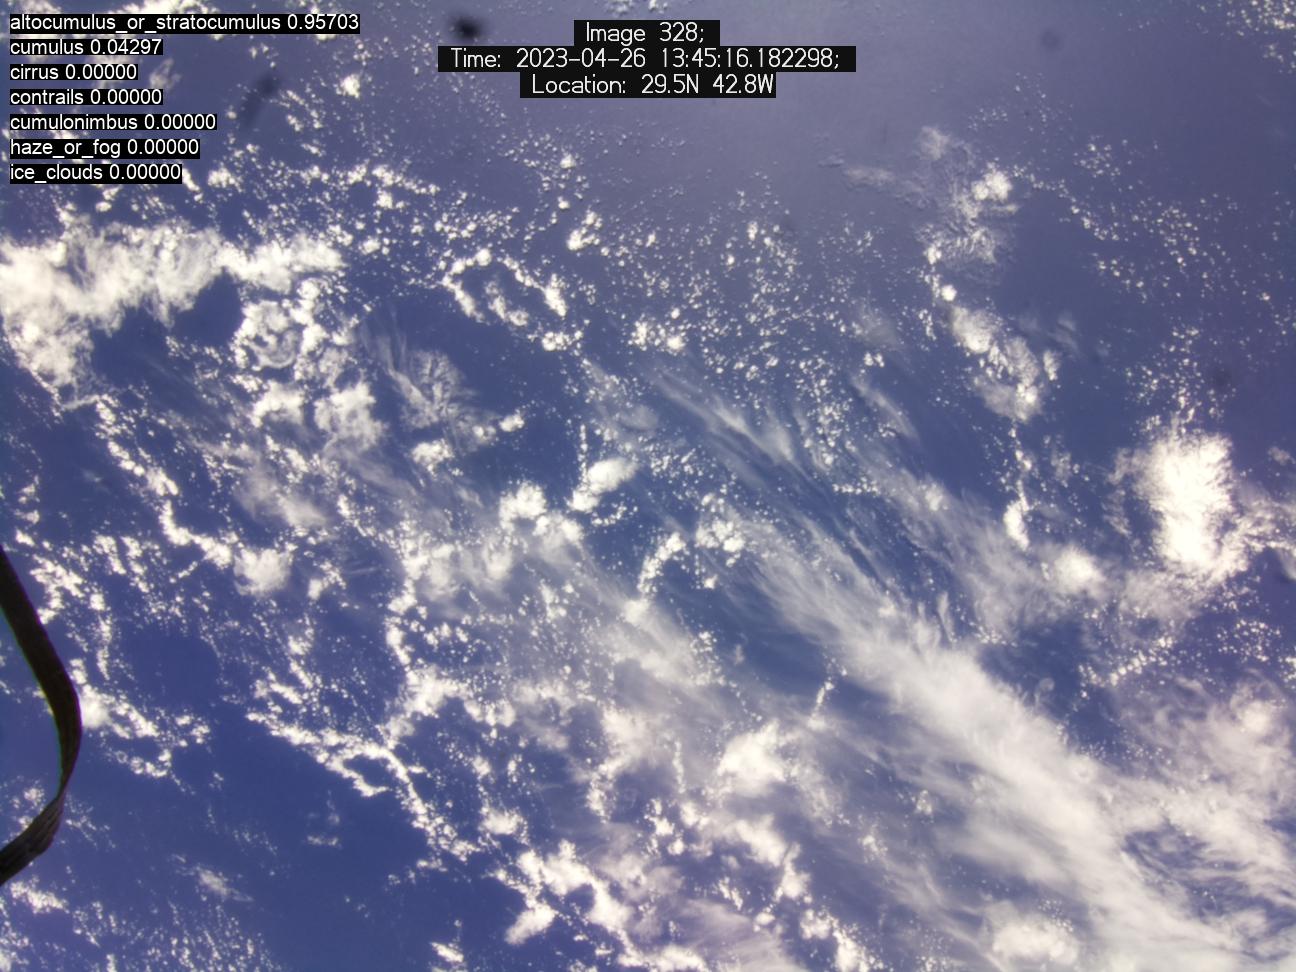 altocumulus_or_stratocumulus 0.95703
cumulus 0.04297
cirrus 0.00000
contrails 0.00000
cumulonimbus 0.00000
haze_or_fog 0.00000
ice_clouds 0.00000
Image 328;
Time: 2023-04-26 13:45:16.182298;
Location: 29.5N 42.8W